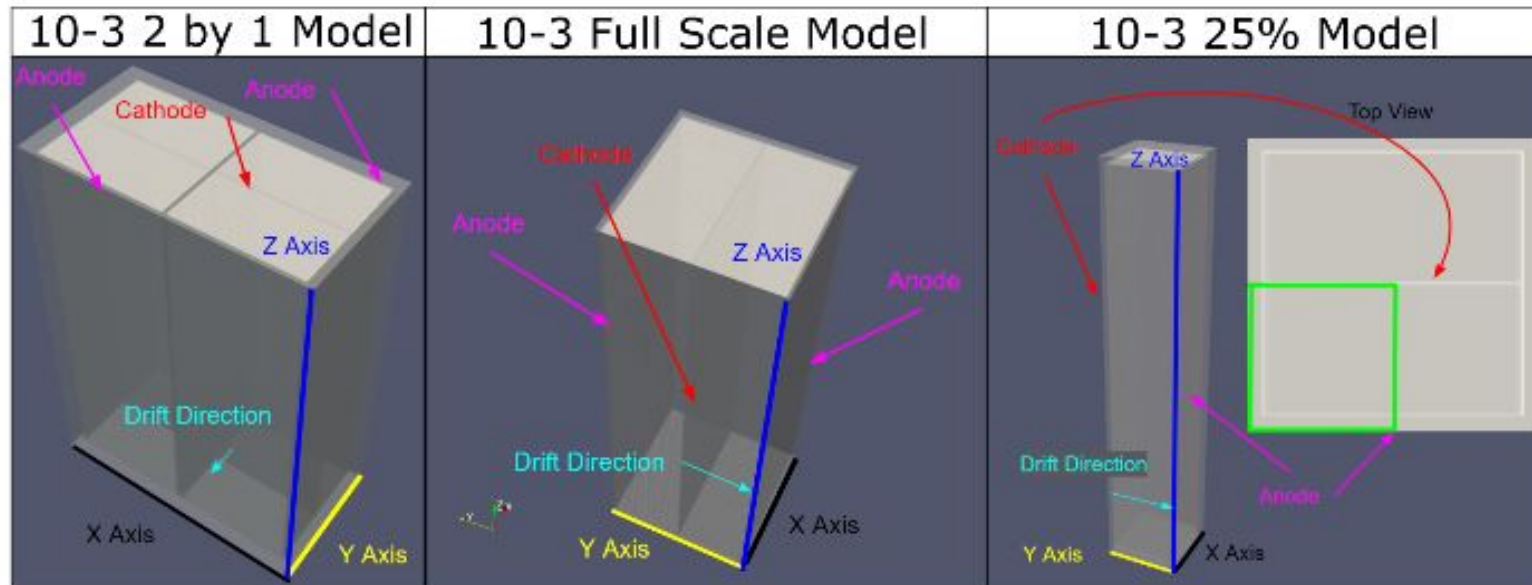 10-3 2 by 1 Model
Anode
Cathode
Anode
Z Axis
Drift Direction
X Axis
Y Axis
10-3 Full Scale Model
Cathode
Anode
Z Axis
Anode
Drift Direction
Y Axis
X Axis
10-3 25% Model
Top View
Cathode
Z Axis
Drift Direction
Anode
Y Axis
X Axis